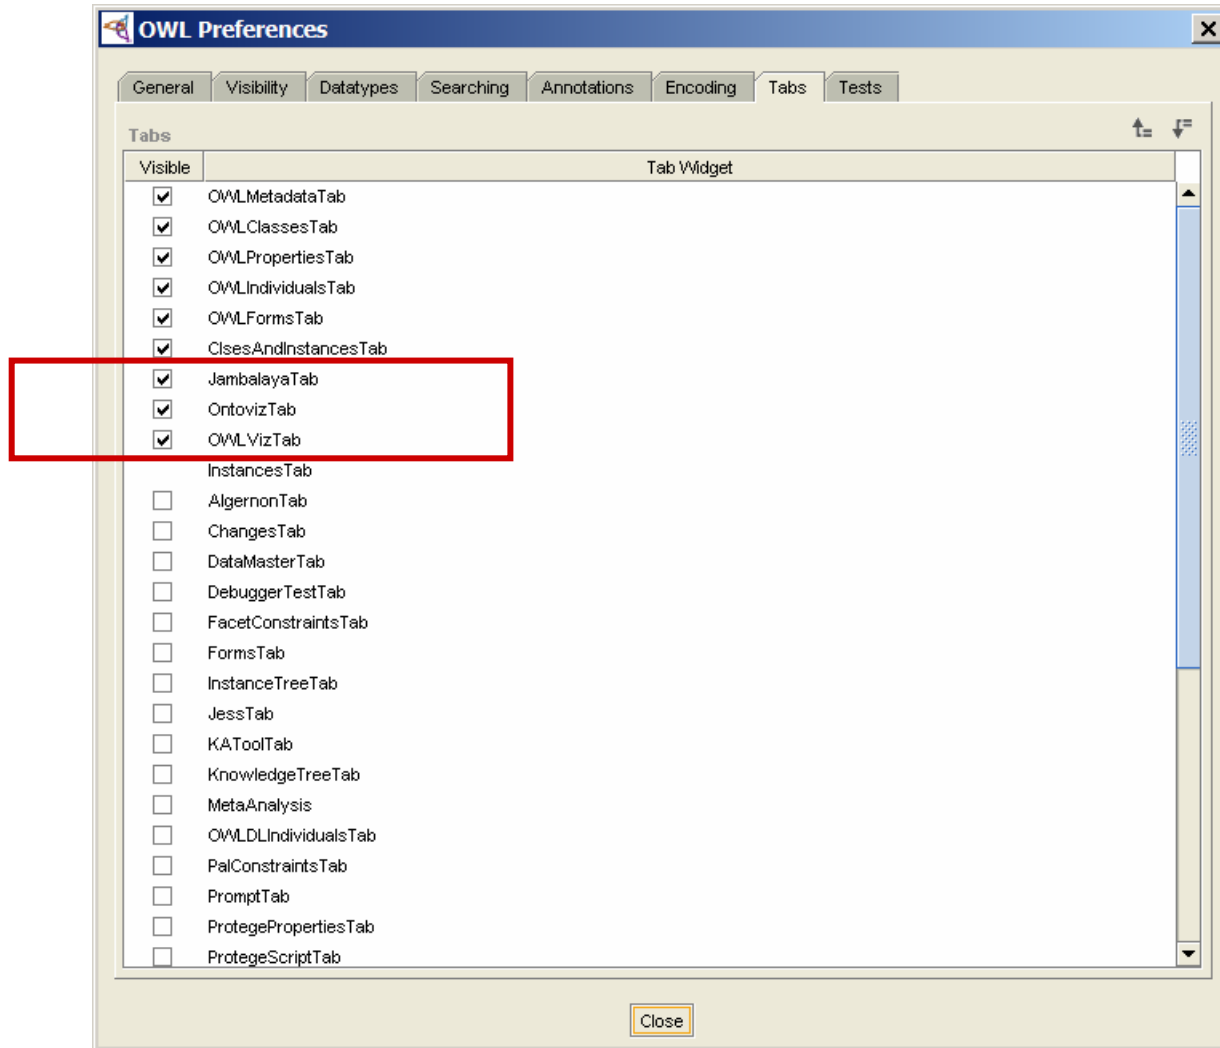 OWL Preferences
General Visibility Datatypes Searching Annotations Encoding Tabs Tests
Tabs
Visible Tab Widget
OWLMetadataTab
OWLClassesTab
OWLPropertiesTab
OWLIndividualsTab
OWLFormsTab
ClsesAndInstancesTab
JambalayaTab
OntovizTab
OWLVizTab
InstancesTab
AlgernonTab
ChangesTab
DataMasterTab
DebuggerTestTab
FacetConstraintsTab
FormsTab
InstanceTreeTab
JessTab
KAToolTab
KnowledgeTreeTab
MetaAnalysis
OWLDLIndividualsTab
PalConstraintsTab
PromptTab
ProtegePropertiesTab
ProtegeScriptTab
Close